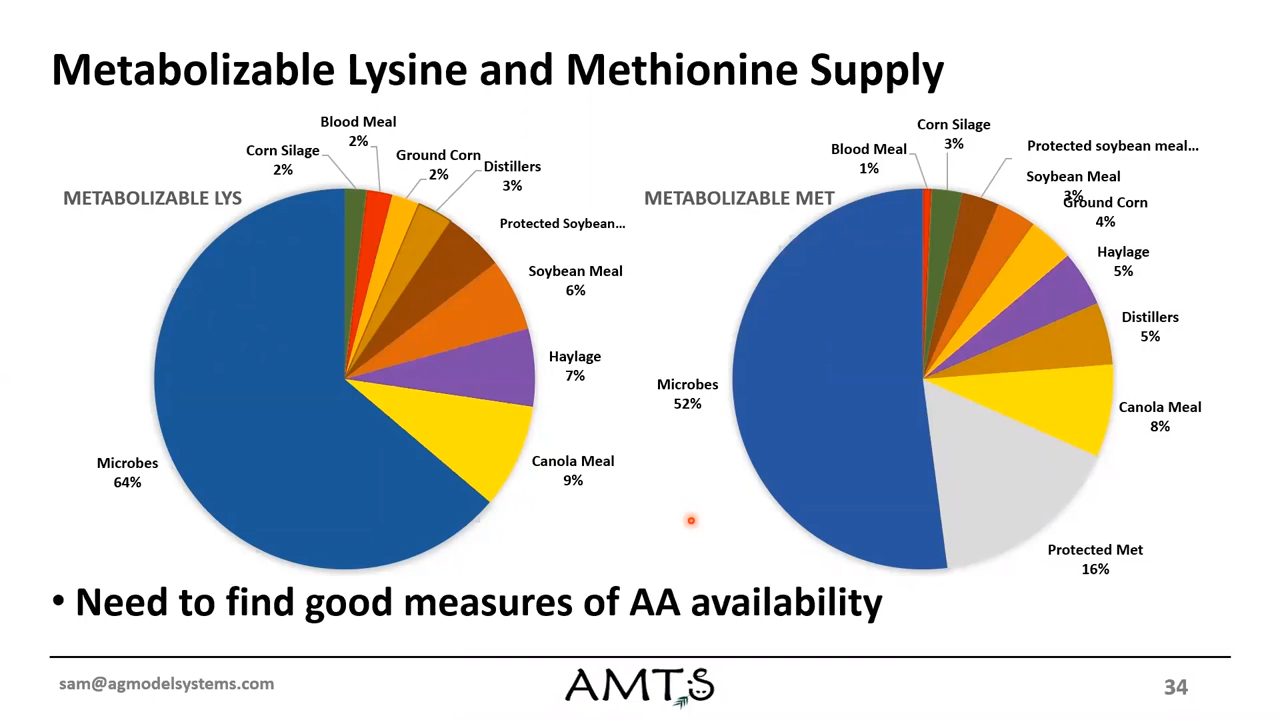 Metabolizable Lysine and Methionine Supply
METABOLIZABLE LYS
Corn Silage
2%
Blood Meal
2%
Ground Corn
2%
Distillers
3%
Protected Soybean...
Soybean Meal
6%
Haylage
7%
Canola Meal
9%
Microbes
64%
METABOLIZABLE MET
Blood Meal
1%
Corn Silage
3%
Protected soybean meal...
Soybean Meal
3%
Ground Corn
4%
Haylage
5%
Distillers
5%
Canola Meal
8%
Protected Met
16%
Microbes
52%
• Need to find good measures of AA availability
sam@agmodelsystems.com
AMTS
34